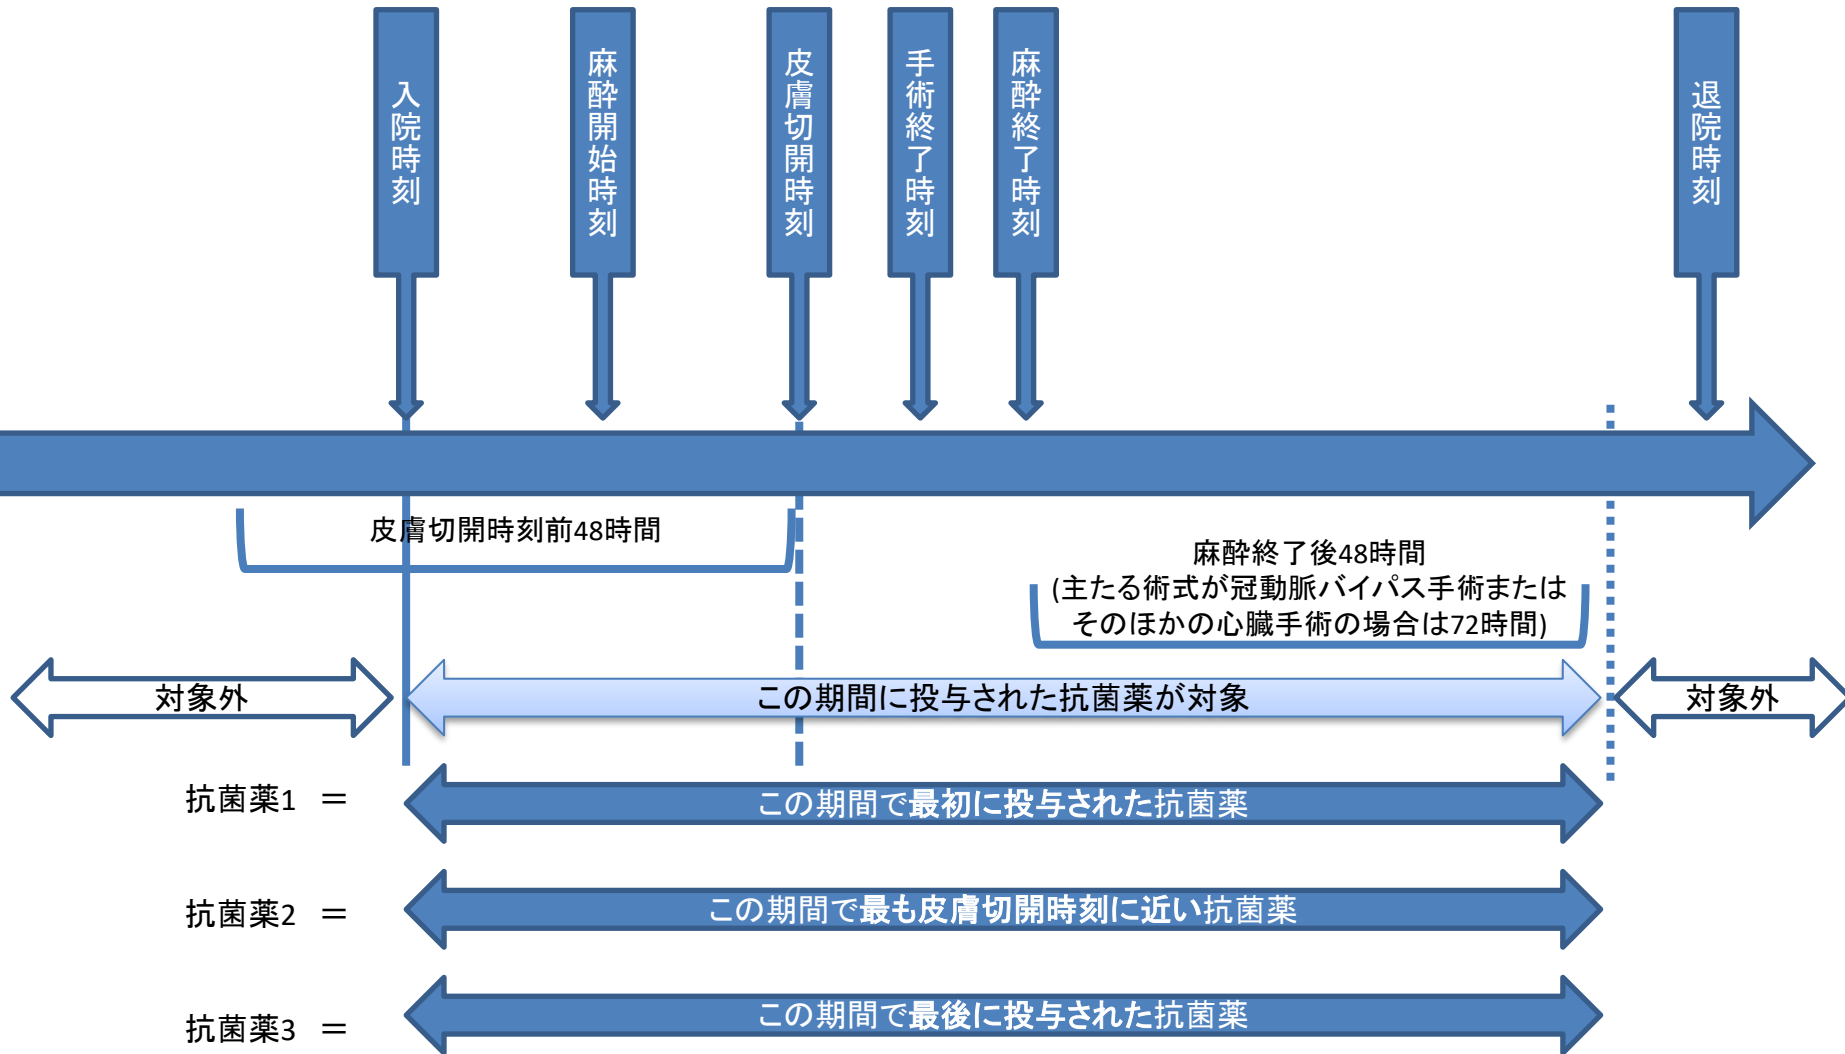 入院時刻
麻酔開始時刻
皮膚切開時刻
手術終了時刻
麻酔終了時刻
退院時刻
皮膚切開時刻前48時間
麻酔終了後48時間
(主たる術式が冠動脈バイパス手術または
そのほかの心臓手術の場合は72時間)
対象外
この期間に投与された抗菌薬が対象
対象外
抗菌薬1 ＝
この期間で最初に投与された抗菌薬
抗菌薬2 ＝
この期間で最も皮膚切開時刻に近い抗菌薬
抗菌薬3 ＝
この期間で最後に投与された抗菌薬